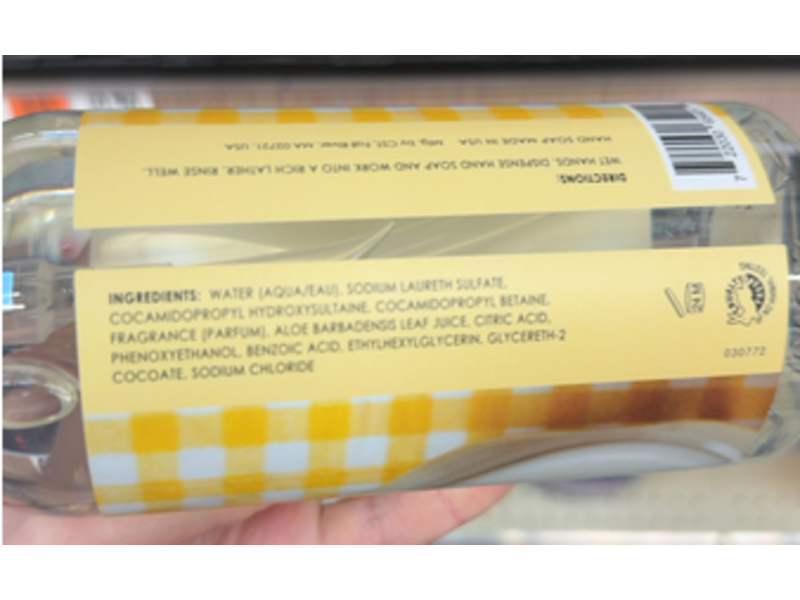 DIRECTIONS:
WET HANDS, DISPENSE HAND SOAP AND WORK INTO A RICH LATHER. RINSE WELL.
HAND SOAP MADE IN USA. Mfg. by CST, Fall River, MA 02721, USA
INGREDIENTS: WATER (AQUA/EAU), SODIUM LAURETH SULFATE,
COCAMIDOPROPYL HYDROXYSULTAINE, COCAMIDOPROPYL BETAINE,
FRAGRANCE (PARFUM), ALOE BARBADENSIS LEAF JUICE, CITRIC ACID,
PHENOXYETHANOL, BENZOIC ACID, ETHYLHEXYLGLYCERIN, GLYCERETH-2
COCOATE, SODIUM CHLORIDE
24 M
030772